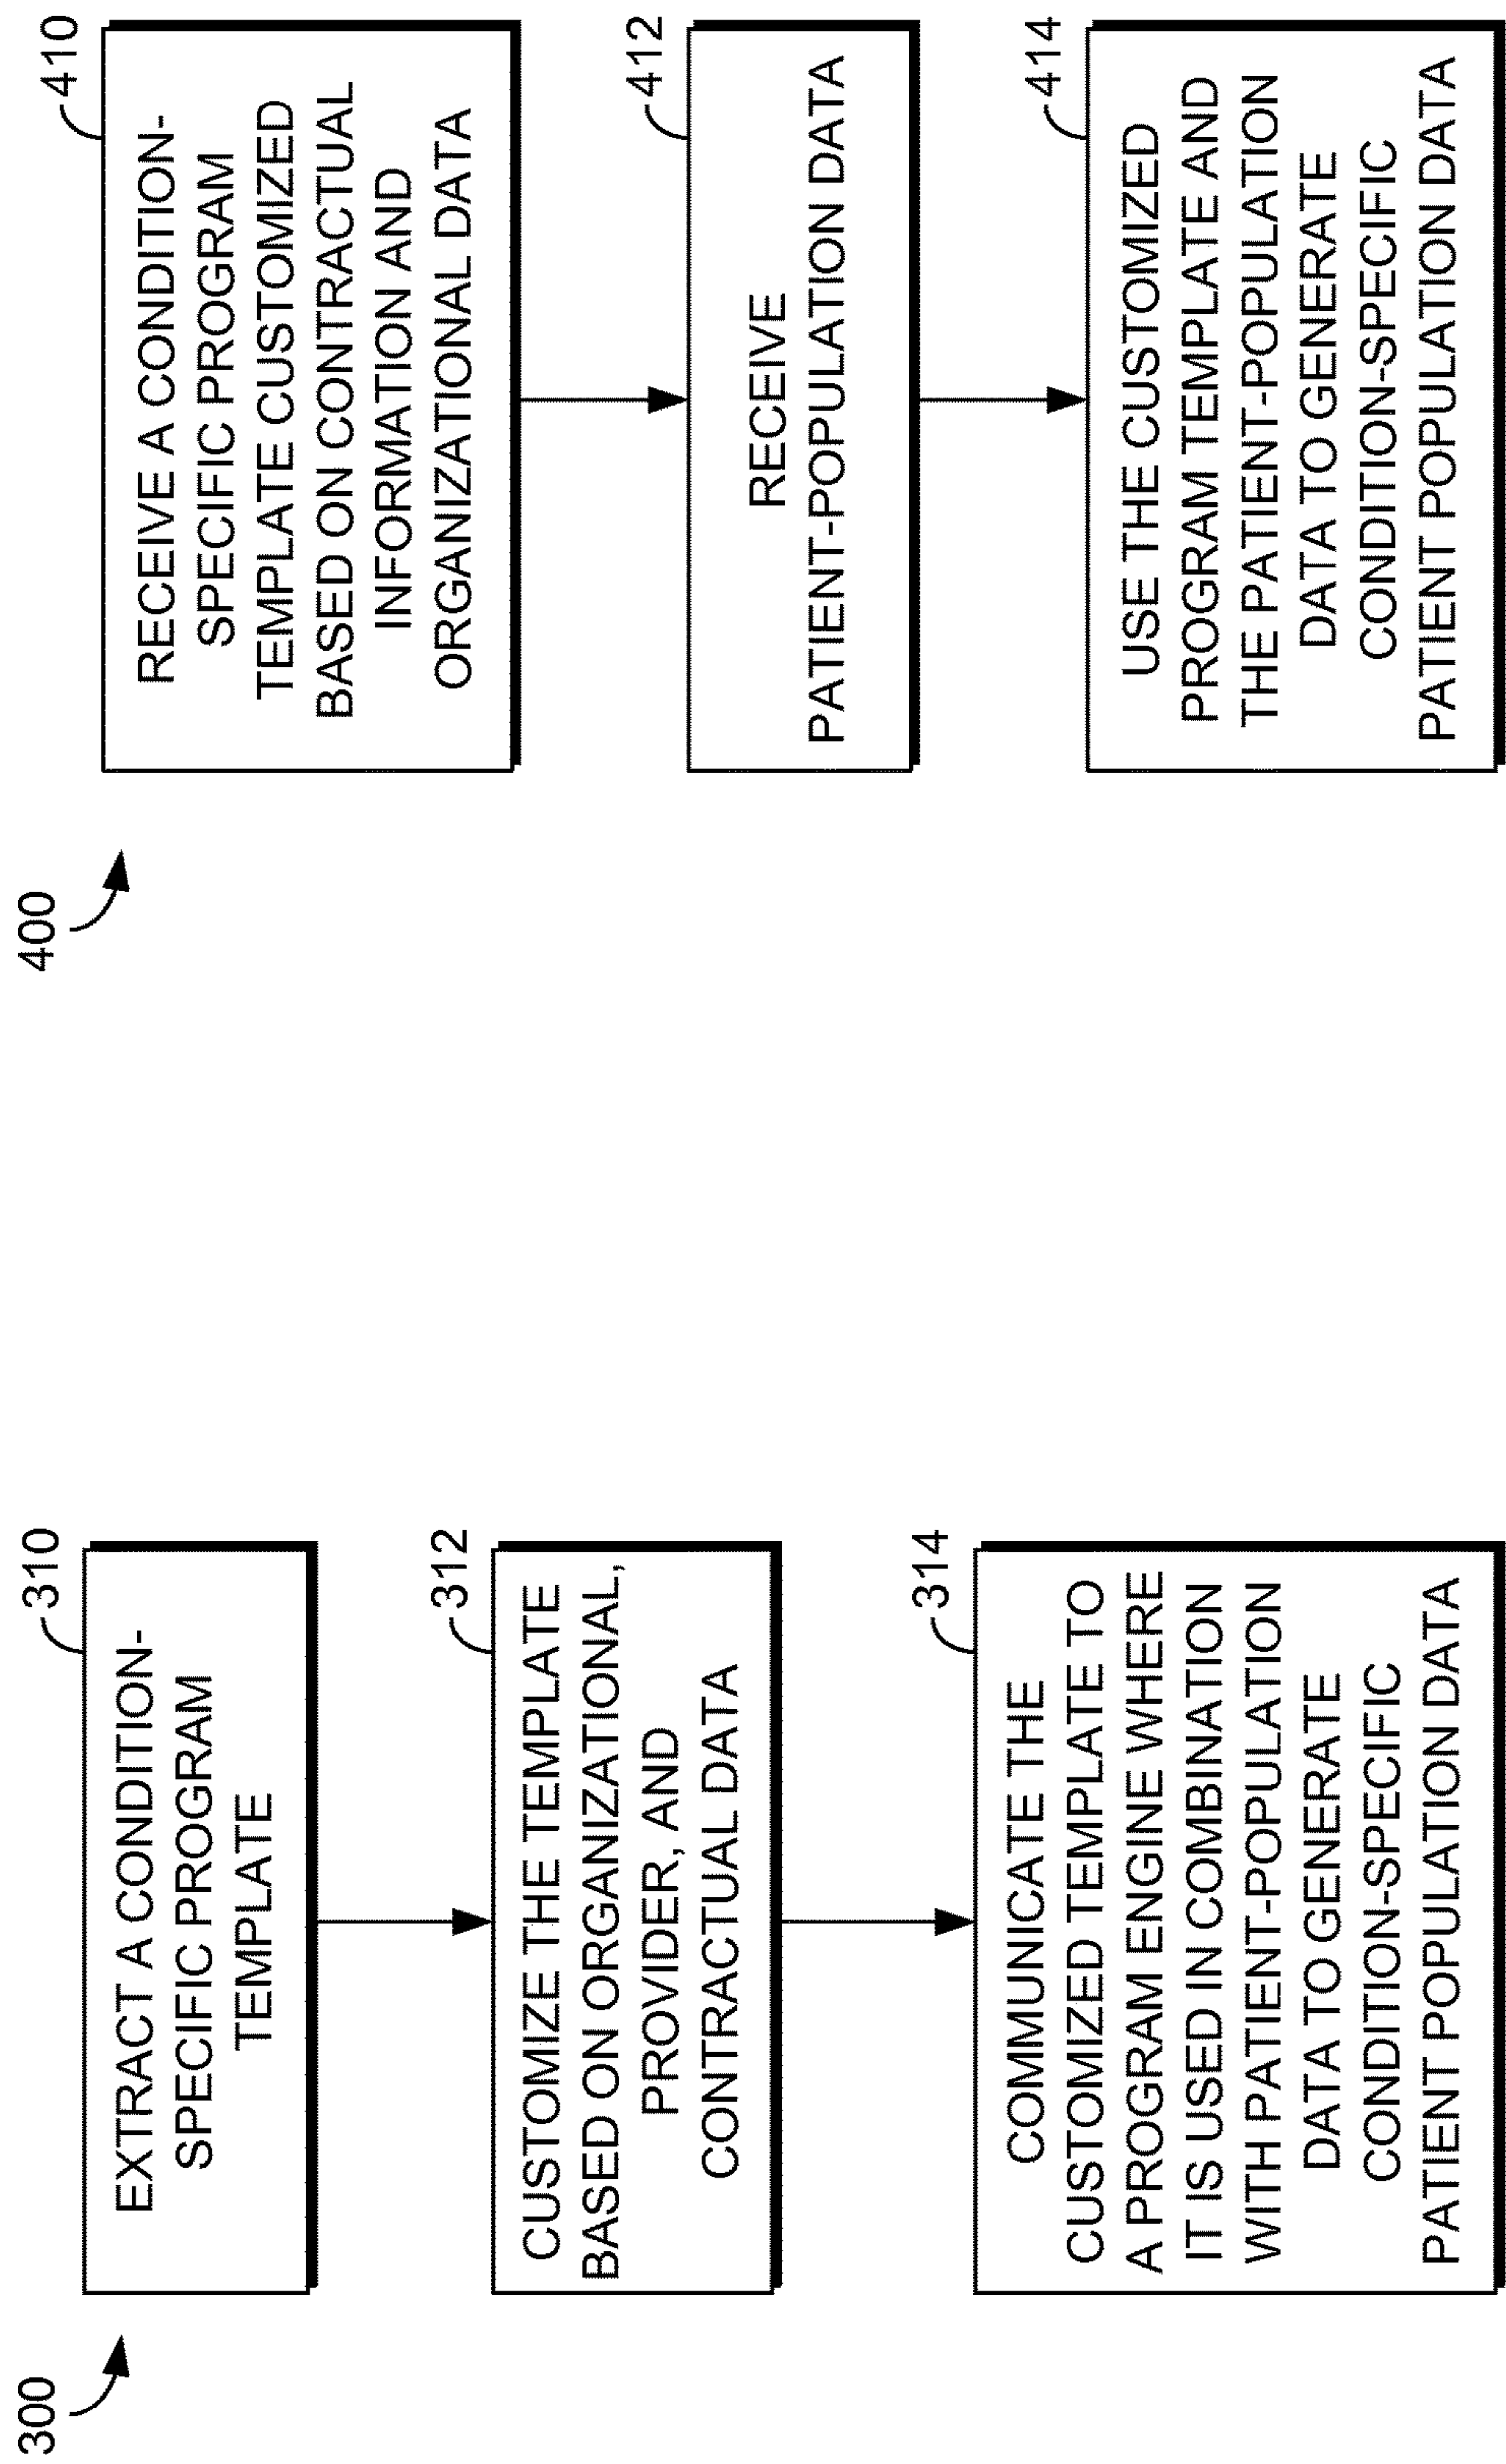 300
310
EXTRACT A CONDITION-
SPECIFIC PROGRAM
TEMPLATE
312
CUSTOMIZE THE TEMPLATE
BASED ON ORGANIZATIONAL,
PROVIDER, AND
CONTRACTUAL DATA
314
COMMUNICATE THE
CUSTOMIZED TEMPLATE TO
A PROGRAM ENGINE WHERE
IT IS USED IN COMBINATION
WITH PATIENT-POPULATION
DATA TO GENERATE
CONDITION-SPECIFIC
PATIENT POPULATION DATA
400
410
RECEIVE A CONDITION-
SPECIFIC PROGRAM
TEMPLATE CUSTOMIZED
BASED ON CONTRACTUAL
INFORMATION AND
ORGANIZATIONAL DATA
412
RECEIVE
PATIENT-POPULATION DATA
414
USE THE CUSTOMIZED
PROGRAM TEMPLATE AND
THE PATIENT-POPULATION
DATA TO GENERATE
CONDITION-SPECIFIC
PATIENT POPULATION DATA